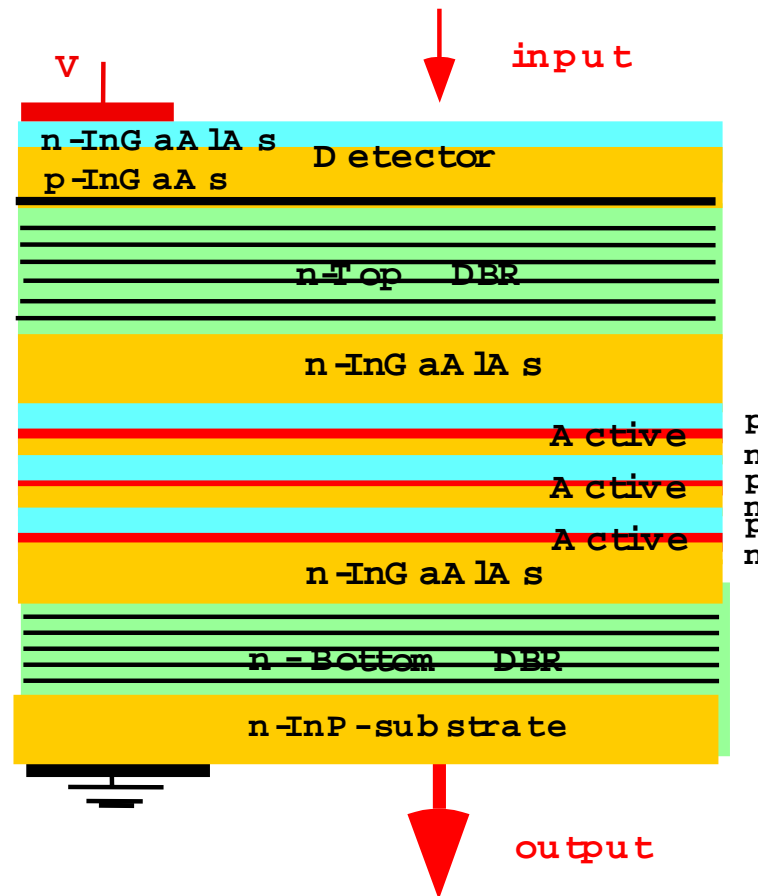 V
input
n-InGaAlAs
Detector
p-InGaAs
n-Top DBR
n-InGaAlAs
p
Active
n
p
Active
n
p
Active
n
n-InGaAlAs
n-Bottom DBR
n-InP-substrate
output